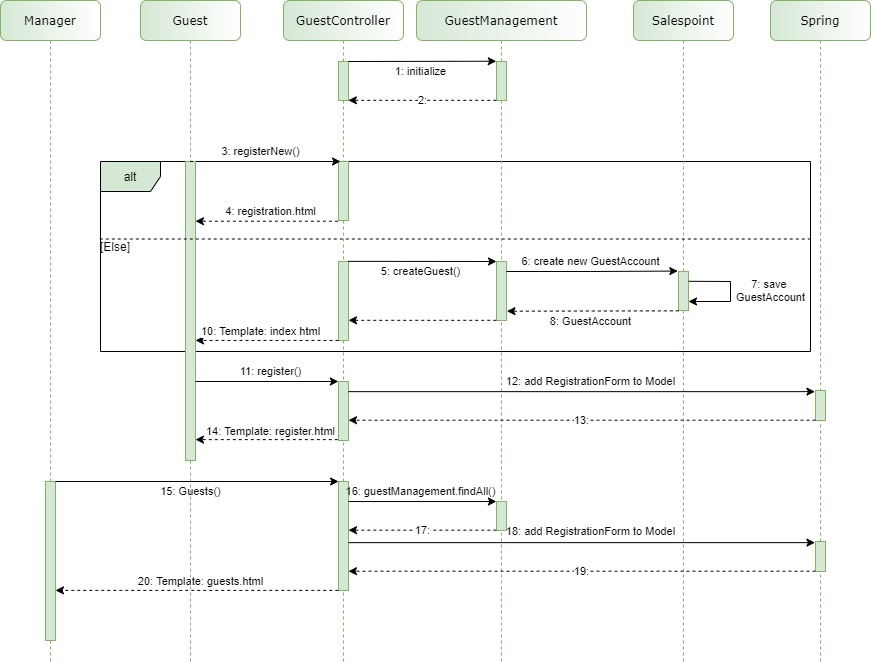 Manager
Guest
GuestController
GuestManagement
Salespoint
Spring
1: initialize
2:
3: registerNew()
alt
4: registration.html
[Else]
5: createGuest()
6: create new GuestAccount
7: save
GuestAccount
8: GuestAccount
10: Template: index html
11: register()
12: add RegistrationForm to Model
13:
14: Template: register.html
15: Guests()
16: guestManagement.findAll()
17:
18: add RegistrationForm to Model
19:
20: Template: guests.html